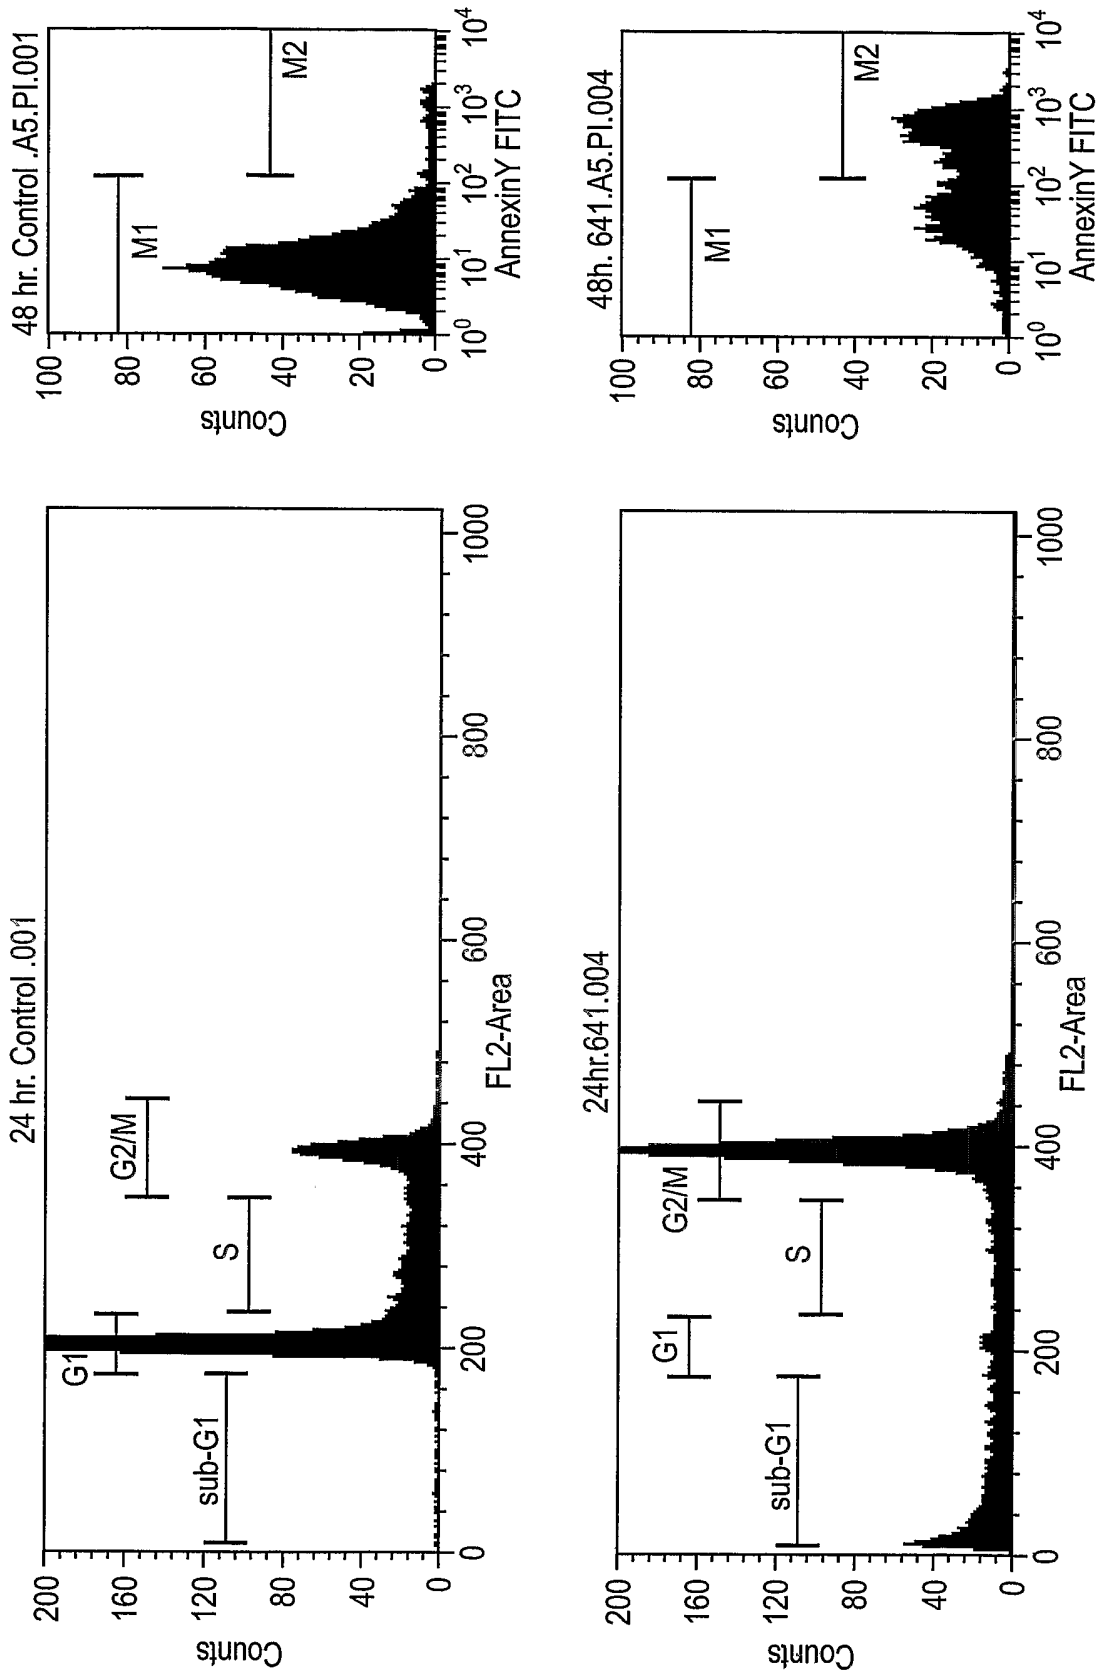 24 hr. Control .001
200
160
120
80
40
0
Counts
sub-G1
G1
S
G2/M
0
200
400
600
800
1000
FL2-Area
48 hr. Control .A5.PI.001
100
80
60
40
20
0
Counts
M1
M2
10⁰
10¹
10²
10³
10⁴
AnnexinY FITC
24hr.641.004
200
160
120
80
40
0
Counts
sub-G1
G1
S
G2/M
0
200
400
600
800
1000
FL2-Area
48h. 641.A5.PI.004
100
80
60
40
20
0
Counts
M1
M2
10⁰
10¹
10²
10³
10⁴
AnnexinY FITC